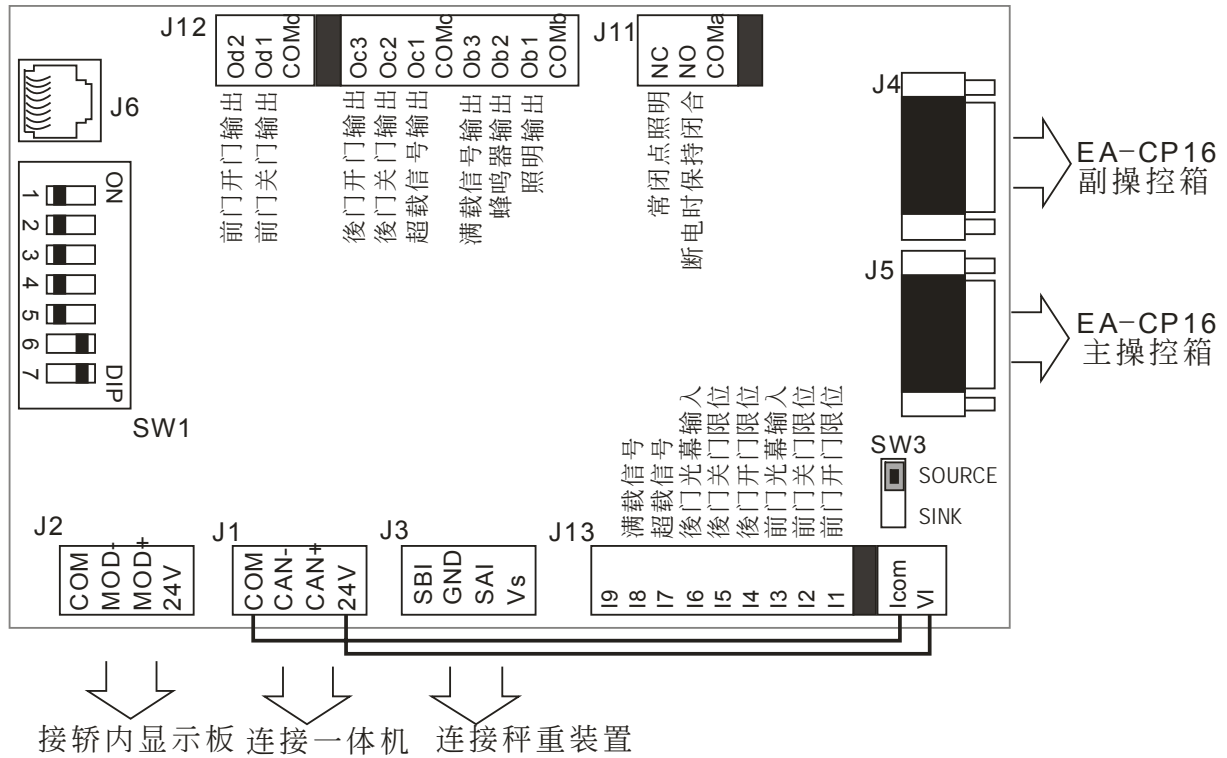 J12
Od2
Od1
COMd
Oc3
Oc2
Oc1
COMc
Ob3
Ob2
Ob1
COMb
J11
NC
NO
COMa
前门开门输出
前门关门输出
後门开门输出
後门关门输出
超载信号输出
满载信号输出
蜂鸣器输出
照明输出
常闭点照明
断电时保持闭合
J6
J4
EA-CP16
副操控箱
J5
EA-CP16
主操控箱
ON
1
2
3
4
5
6
7
DIP
SW1
满载信号
超载信号
後门光幕输入
後门关门限位
後门开门限位
前门光幕输入
前门关门限位
前门开门限位
SW3
SOURCE
SINK
J2
COM
MOD-
MOD+
24V
J1
COM
CAN-
CAN+
24V
J3
SBI
GND
SAI
Vs
J13
I9
I8
I7
I6
I5
I4
I3
I2
I1
Icom
VI
接轿内显示板
连接一体机
连接秤重装置